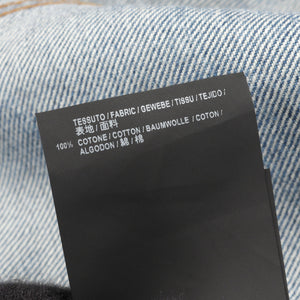 TESSUTO / FABRIC / GEWEBE / TISSU / TEJIDO /
表地 / 面料
100% COTONE / COTTON / BAUMWOLLE / COTON /
ALGODON / 綿 / 棉